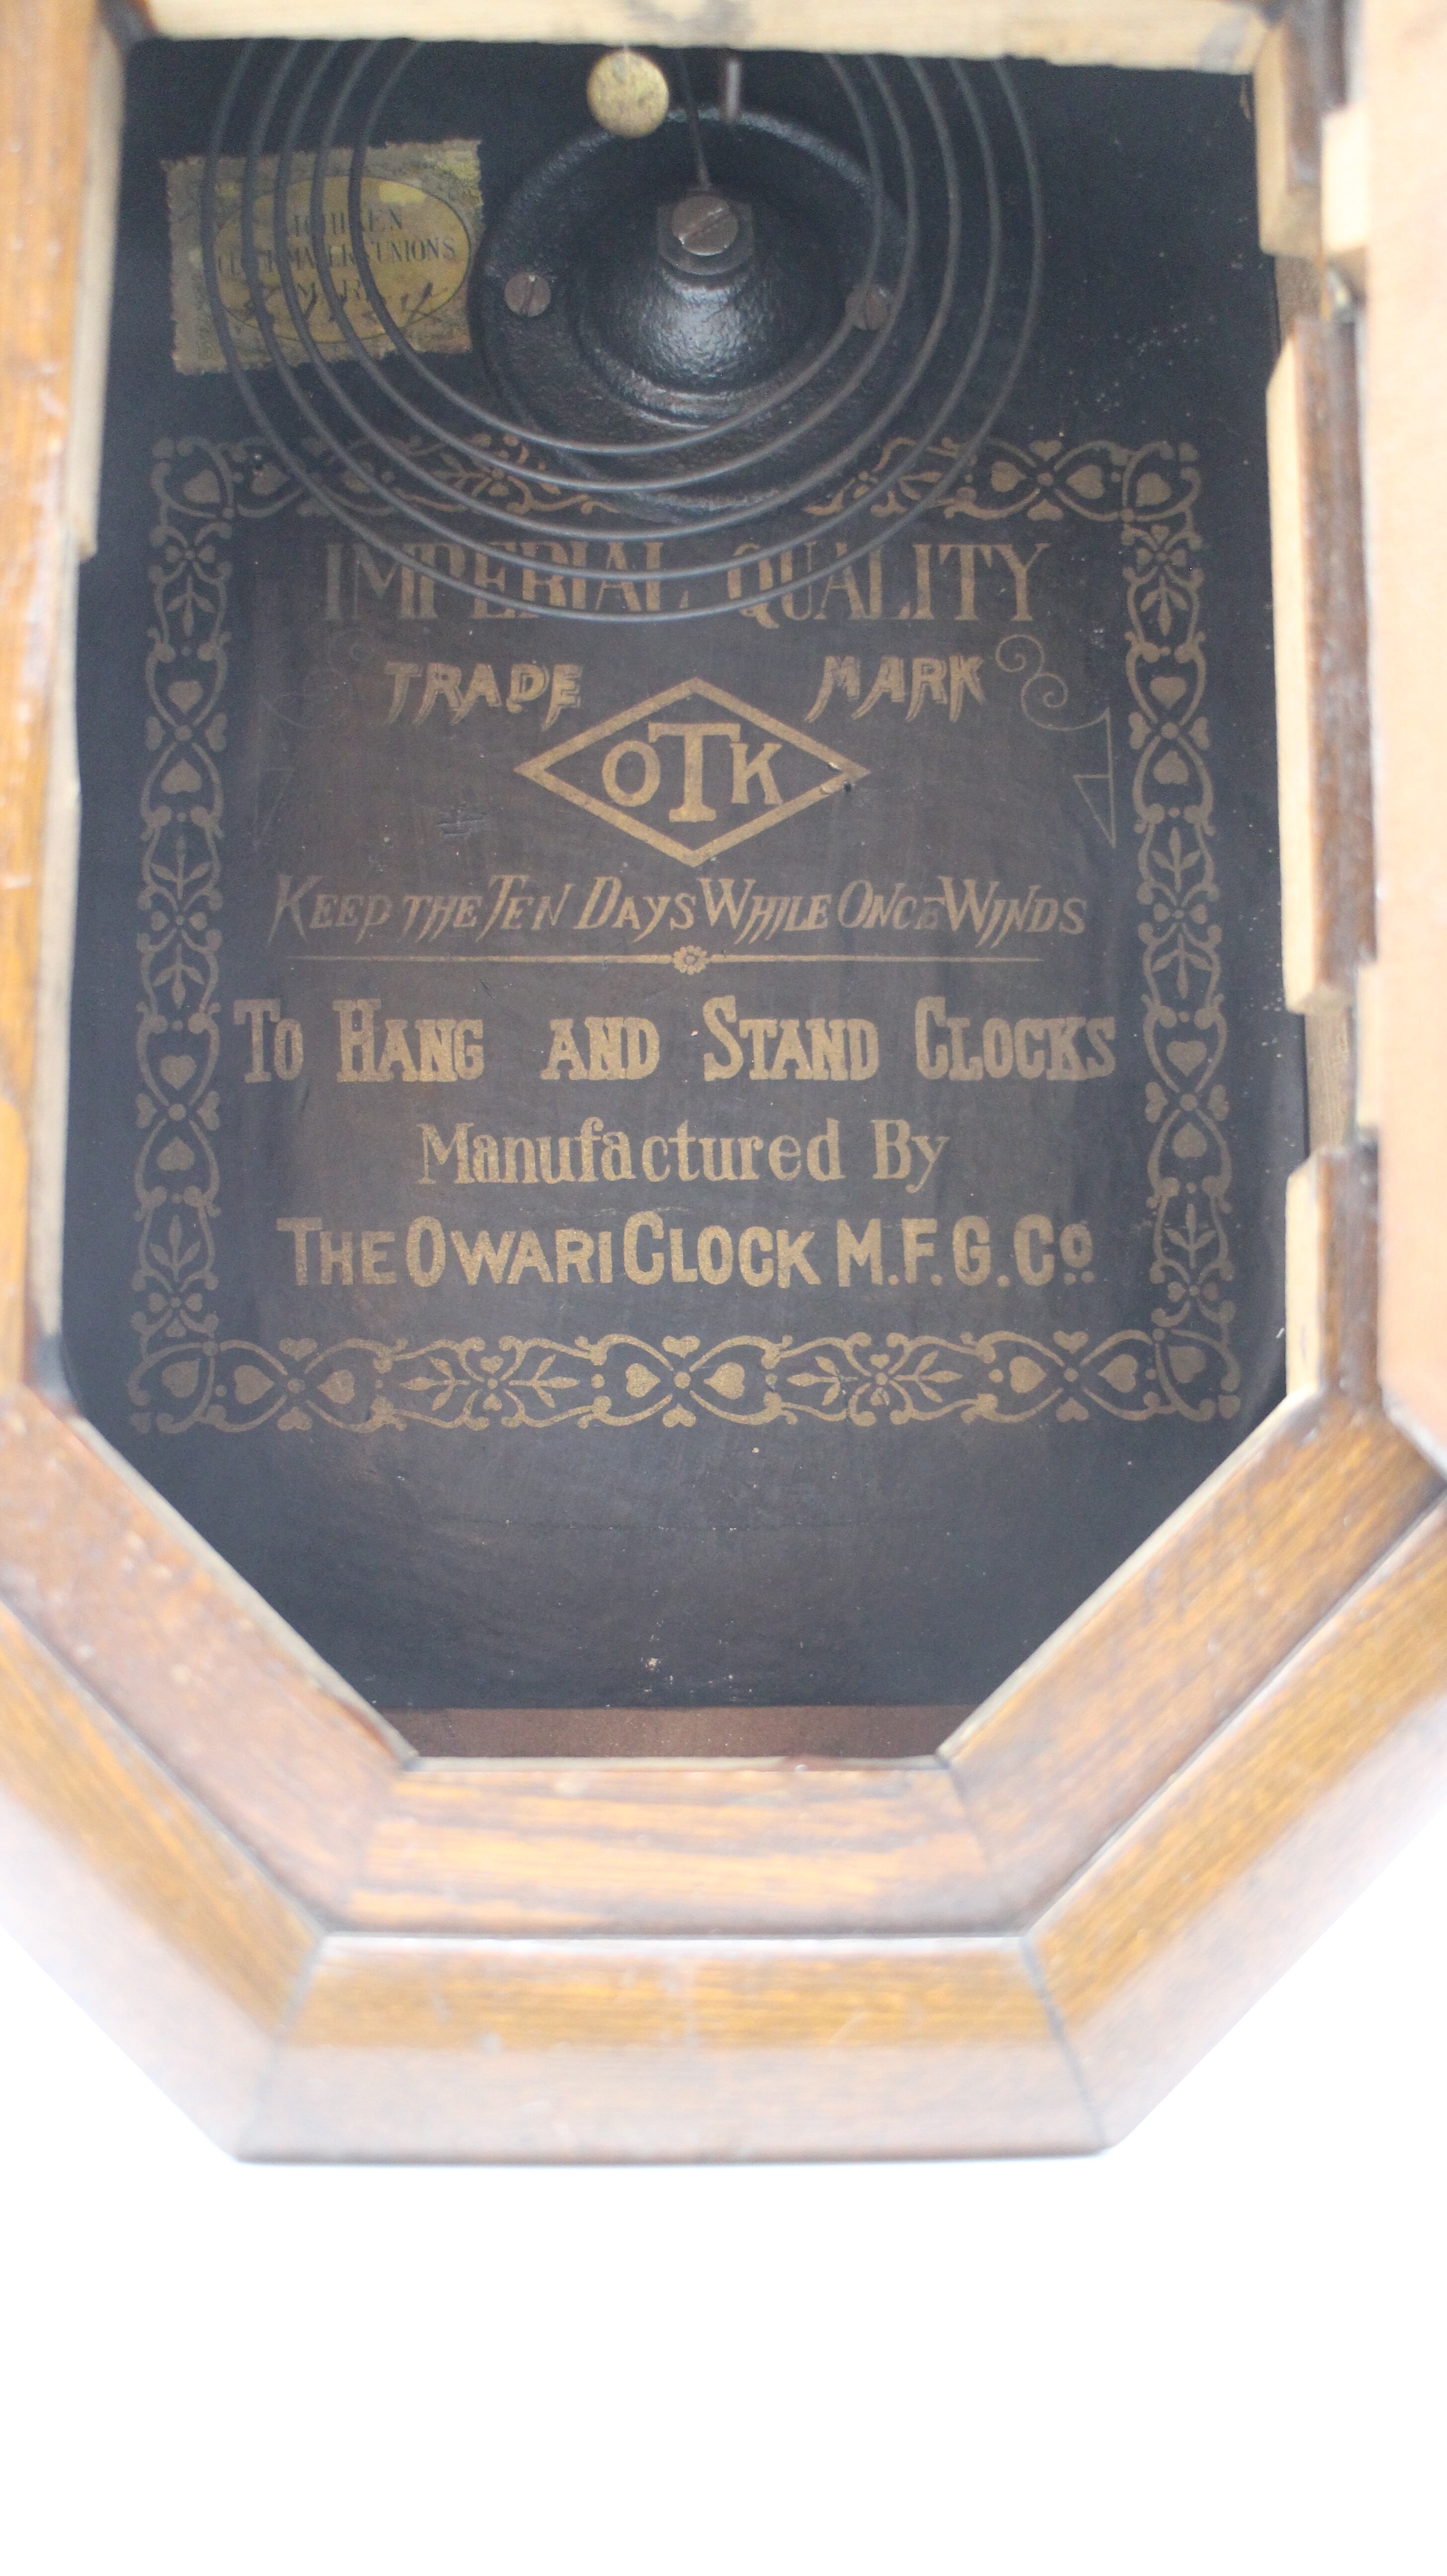 UNIONS
IMPERIAL QUALITY
TRADE MARK
OTK
KEEP THE TEN DAYS WHILE ONCE WINDS
TO HANG AND STAND CLOCKS
Manufactured By
THE OWARI CLOCK M.F.G. Co